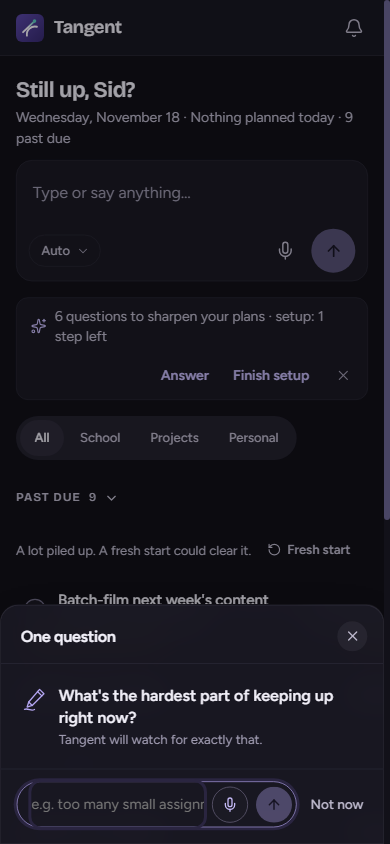 Tangent
Still up, Sid?
Wednesday, November 18 · Nothing planned today · 9
past due
Type or say anything...
Auto
6 questions to sharpen your plans · setup: 1
step left
Answer Finish setup
All School Projects Personal
PAST DUE 9
A lot piled up. A fresh start could clear it. Fresh start
Batch-film next week's content
One question
What's the hardest part of keeping up
right now?
Tangent will watch for exactly that.
e.g. too many small assignm
Not now